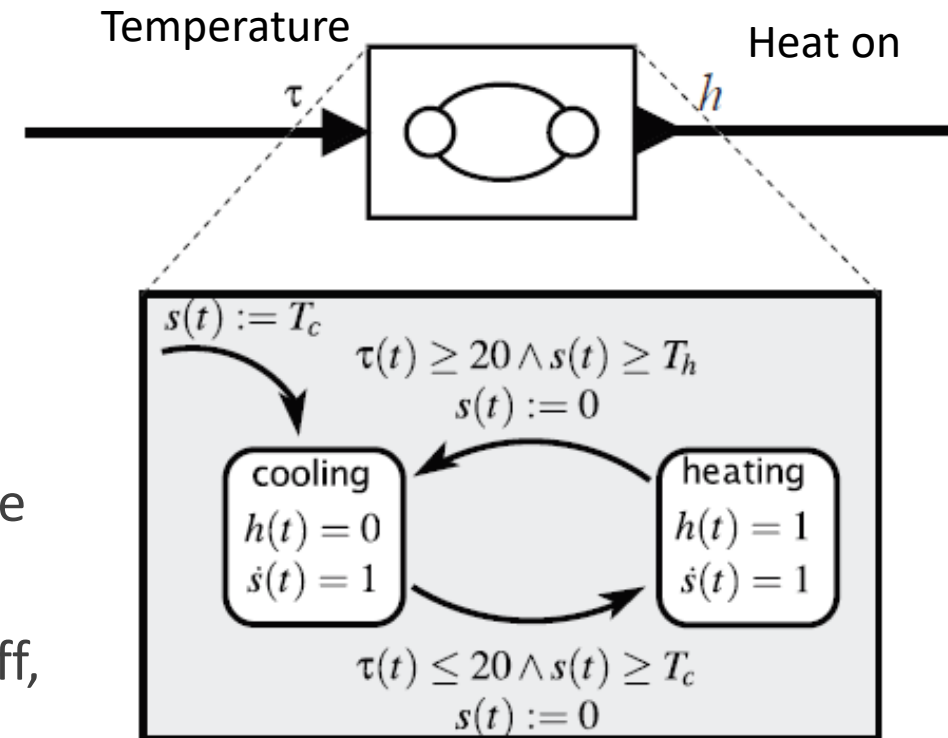 Temperature
Heat on
τ
h
s(t) := T_c
τ(t) ≥ 20 ∧ s(t) ≥ T_h
s(t) := 0
cooling
h(t) = 0
ṡ(t) = 1
heating
h(t) = 1
ṡ(t) = 1
τ(t) ≤ 20 ∧ s(t) ≥ T_c
s(t) := 0